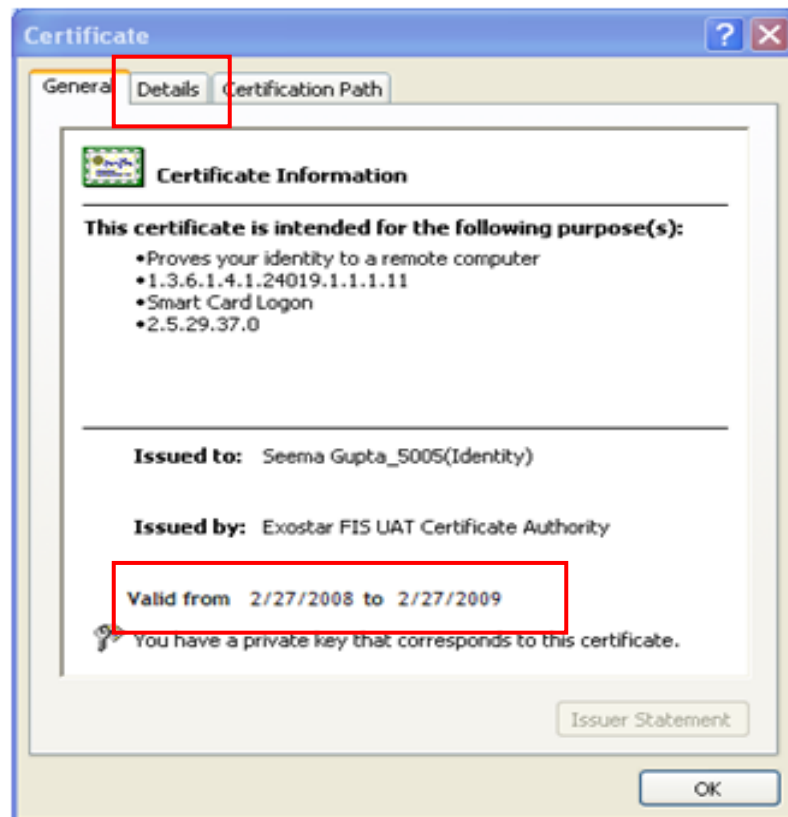 Certificate
General Details Certification Path
Certificate Information
This certificate is intended for the following purpose(s):
•Proves your identity to a remote computer
•1.3.6.1.4.1.24019.1.1.1.11
•Smart Card Logon
•2.5.29.37.0
Issued to: Seema Gupta_5005(Identity)
Issued by: Exostar FIS UAT Certificate Authority
Valid from 2/27/2008 to 2/27/2009
You have a private key that corresponds to this certificate.
Issuer Statement
OK